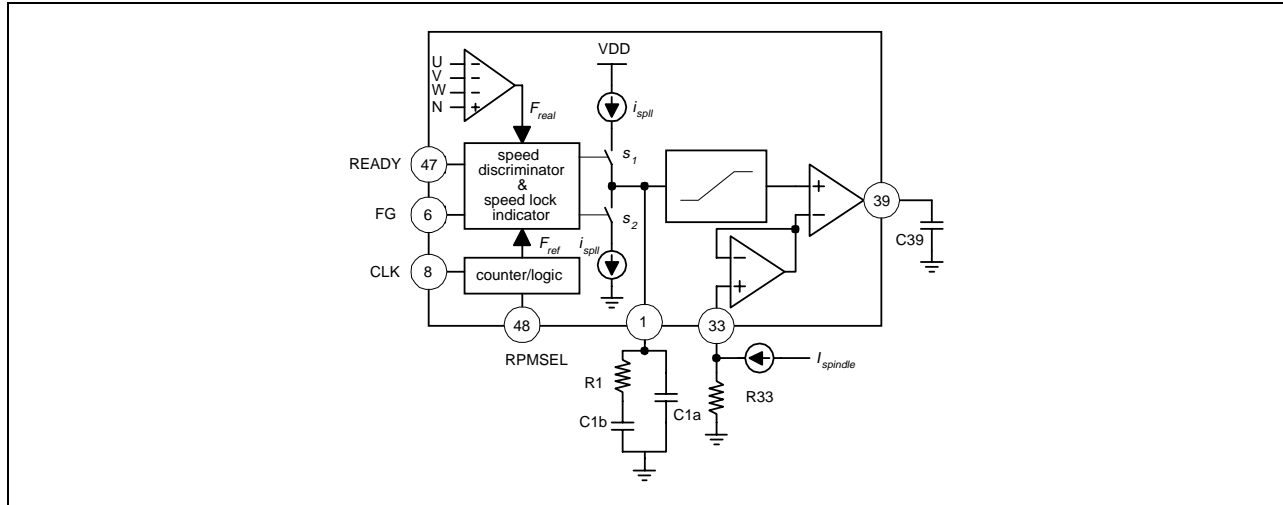 VDD
U
V
W
N
F_real
i_spll
READY
47
speed
discriminator
&
speed lock
indicator
s_1
+
−
39
FG
6
s_2
C39
F_ref
i_spll
CLK
8
counter/logic
48
1
33
RPMSEL
I_spindle
R1
R33
C1b
C1a